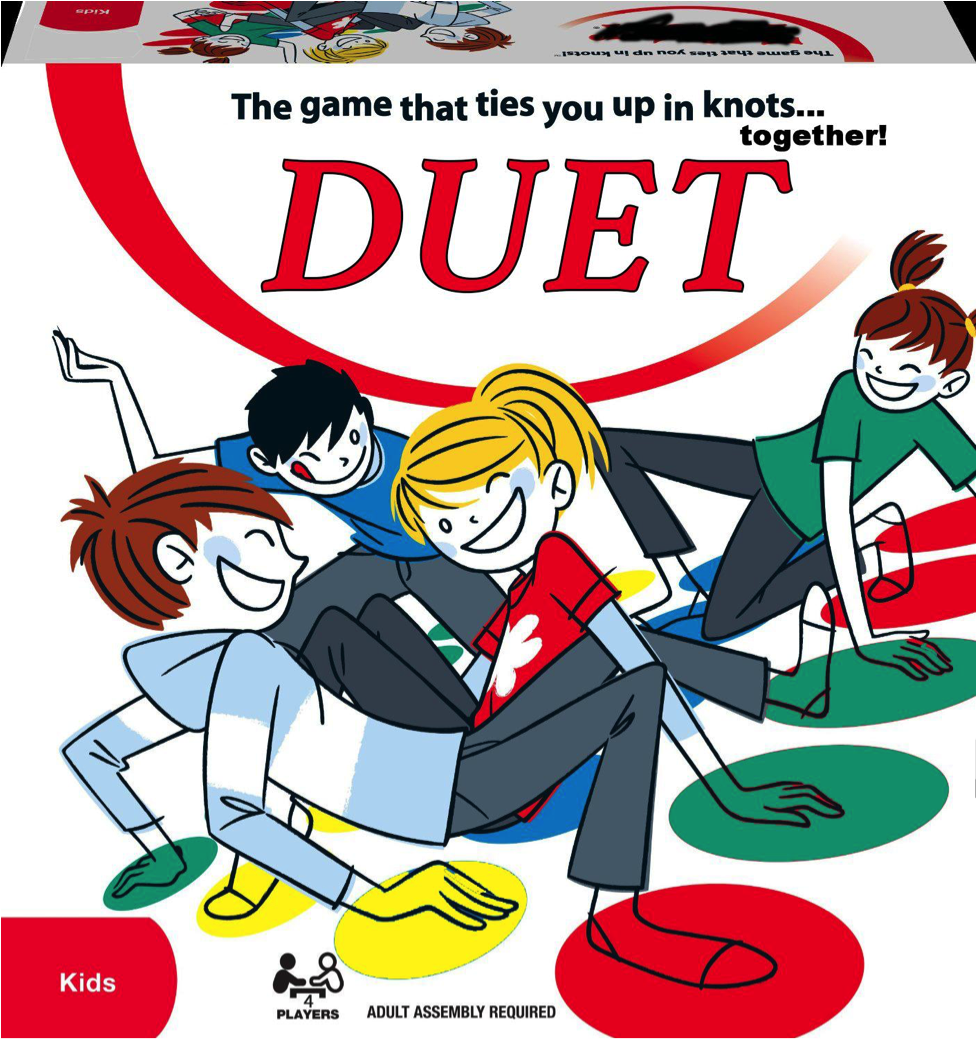 Kids
The game that ties you up in knots!™
The game that ties you up in knots...
together!
DUET
Kids
4
PLAYERS
ADULT ASSEMBLY REQUIRED